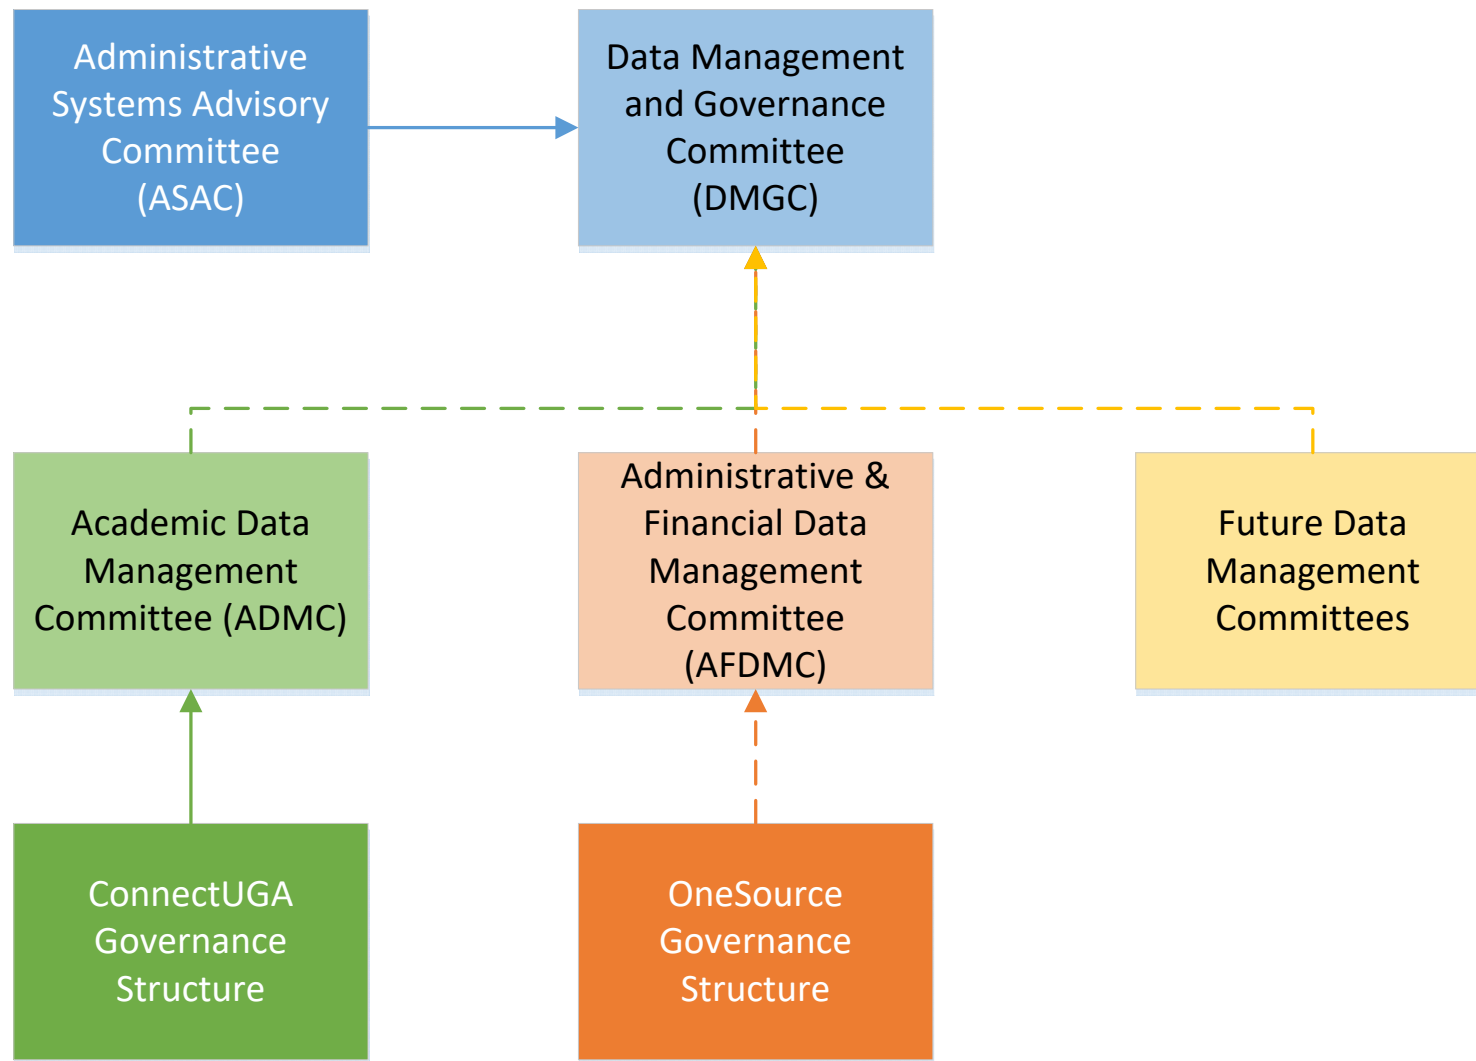 Administrative
Systems Advisory
Committee
(ASAC)
Data Management
and Governance
Committee
(DMGC)
Academic Data
Management
Committee (ADMC)
Administrative &
Financial Data
Management
Committee
(AFDMC)
Future Data
Management
Committees
ConnectUGA
Governance
Structure
OneSource
Governance
Structure